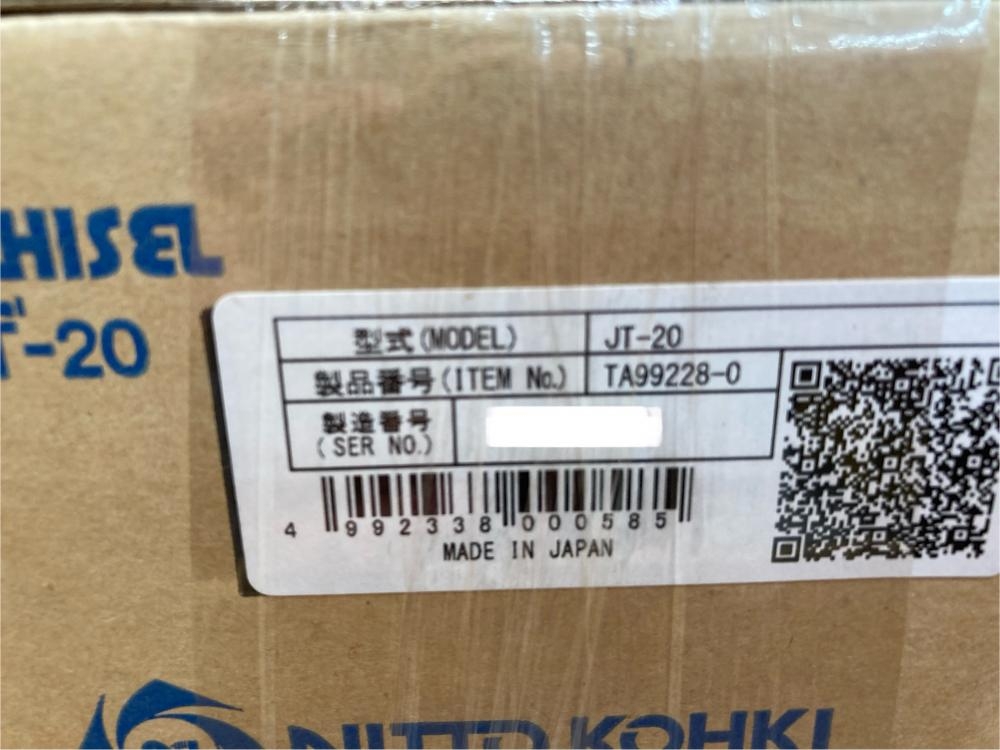 HISEL
T-20
型式(MODEL) JT-20
製品番号(ITEM No.) TA99228-0
製造番号
(SER NO.)
4 992338 000585
MADE IN JAPAN
NITTO KOHKI